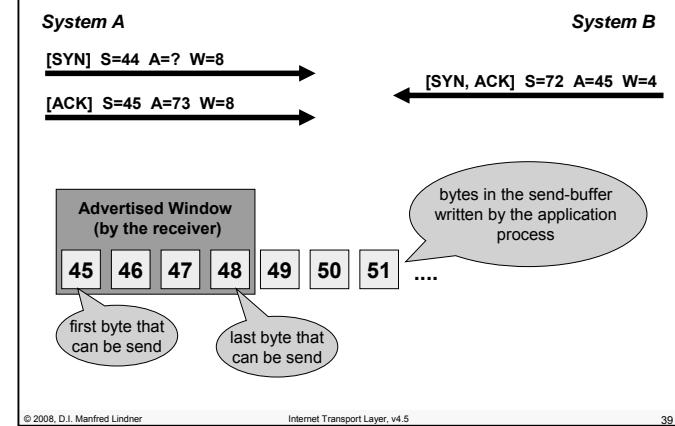 System A
System B
[SYN] S=44 A=? W=8
[SYN, ACK] S=72 A=45 W=4
[ACK] S=45 A=73 W=8
bytes in the send-buffer
written by the application
process
Advertised Window
(by the receiver)
45 46 47 48 49 50 51 ....
first byte that
can be send
last byte that
can be send
© 2008, D.I. Manfred Lindner
Internet Transport Layer, v4.5
39